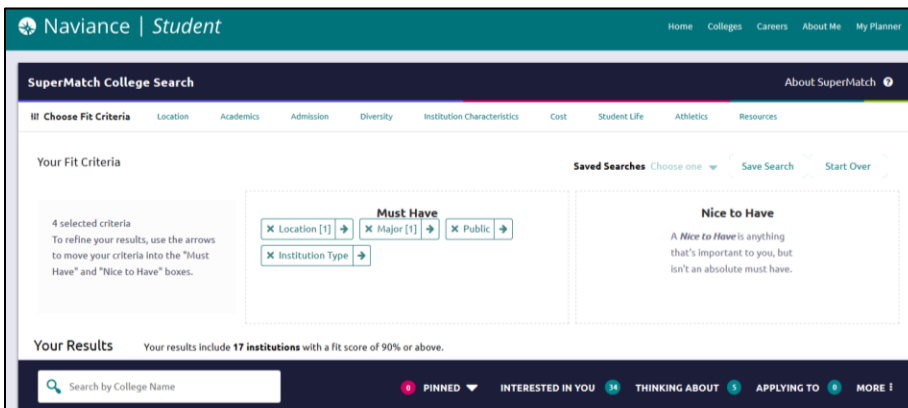 Naviance | Student
Home Colleges Careers About Me My Planner
SuperMatch College Search
About SuperMatch ?
Choose Fit Criteria Location Academics Admission Diversity Institution Characteristics Cost Student Life Athletics Resources
Your Fit Criteria
Saved Searches Choose one Save Search Start Over
4 selected criteria
To refine your results, use the arrows
to move your criteria into the "Must
Have" and "Nice to Have" boxes.
Must Have
× Location [1] → × Major [1] → × Public →
× Institution Type →
Nice to Have
A Nice to Have is anything
that's important to you, but
isn't an absolute must have.
Your Results Your results include 17 institutions with a fit score of 90% or above.
Search by College Name
0 PINNED INTERESTED IN YOU 34 THINKING ABOUT 5 APPLYING TO 0 MORE